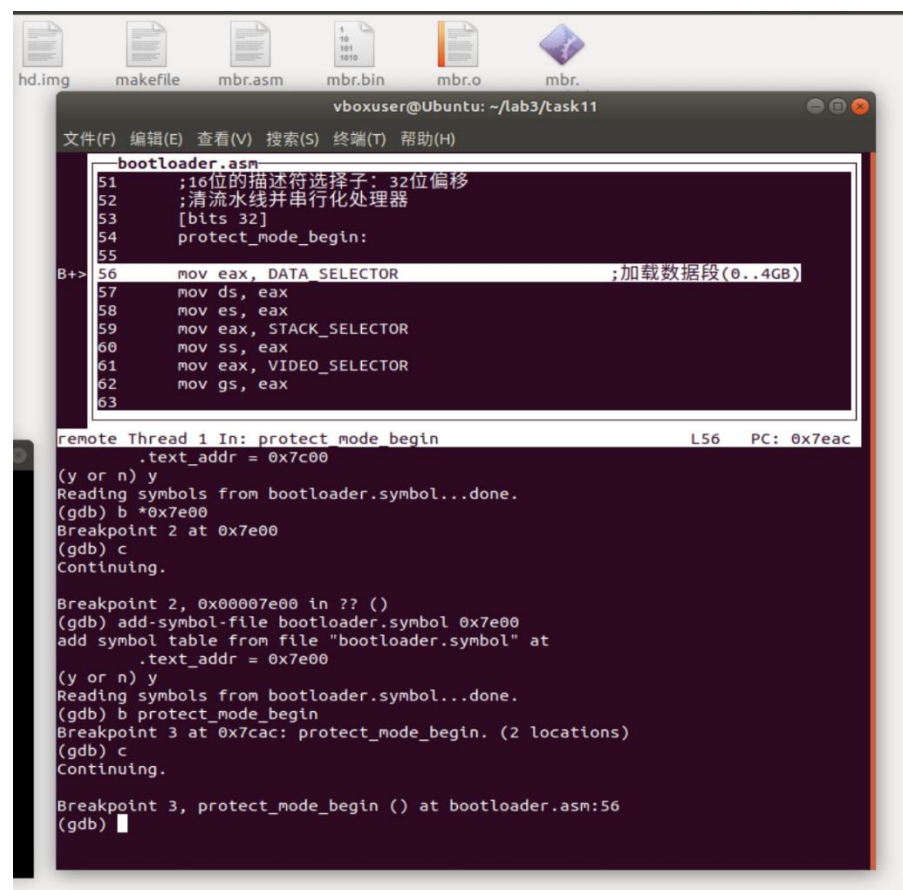 hd.img makefile mbr.asm mbr.bin mbr.o mbr.
1
10
101
1010
vboxuser@Ubuntu: ~/lab3/task11
文件(F) 编辑(E) 查看(V) 搜索(S) 终端(T) 帮助(H)
bootloader.asm
51 ;16位的描述符选择子: 32位偏移
52 ;清流水线并串行化处理器
53 [bits 32]
54 protect_mode_begin:
55
B+> 56 mov eax, DATA_SELECTOR ;加载数据段(0..4GB)
57 mov ds, eax
58 mov es, eax
59 mov eax, STACK_SELECTOR
60 mov ss, eax
61 mov eax, VIDEO_SELECTOR
62 mov gs, eax
63
remote Thread 1 In: protect_mode_begin L56 PC: 0x7eac
.text_addr = 0x7c00
(y or n) y
Reading symbols from bootloader.symbol...done.
(gdb) b *0x7e00
Breakpoint 2 at 0x7e00
(gdb) c
Continuing.
Breakpoint 2, 0x00007e00 in ?? ()
(gdb) add-symbol-file bootloader.symbol 0x7e00
add symbol table from file "bootloader.symbol" at
.text_addr = 0x7e00
(y or n) y
Reading symbols from bootloader.symbol...done.
(gdb) b protect_mode_begin
Breakpoint 3 at 0x7cac: protect_mode_begin. (2 locations)
(gdb) c
Continuing.
Breakpoint 3, protect_mode_begin () at bootloader.asm:56
(gdb)